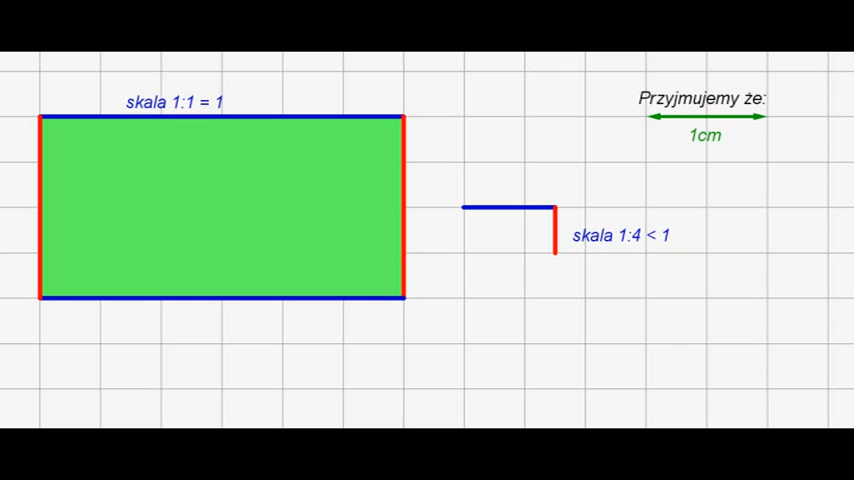 skala 1:1 = 1
Przyjmujemy że:
1cm
skala 1:4 < 1